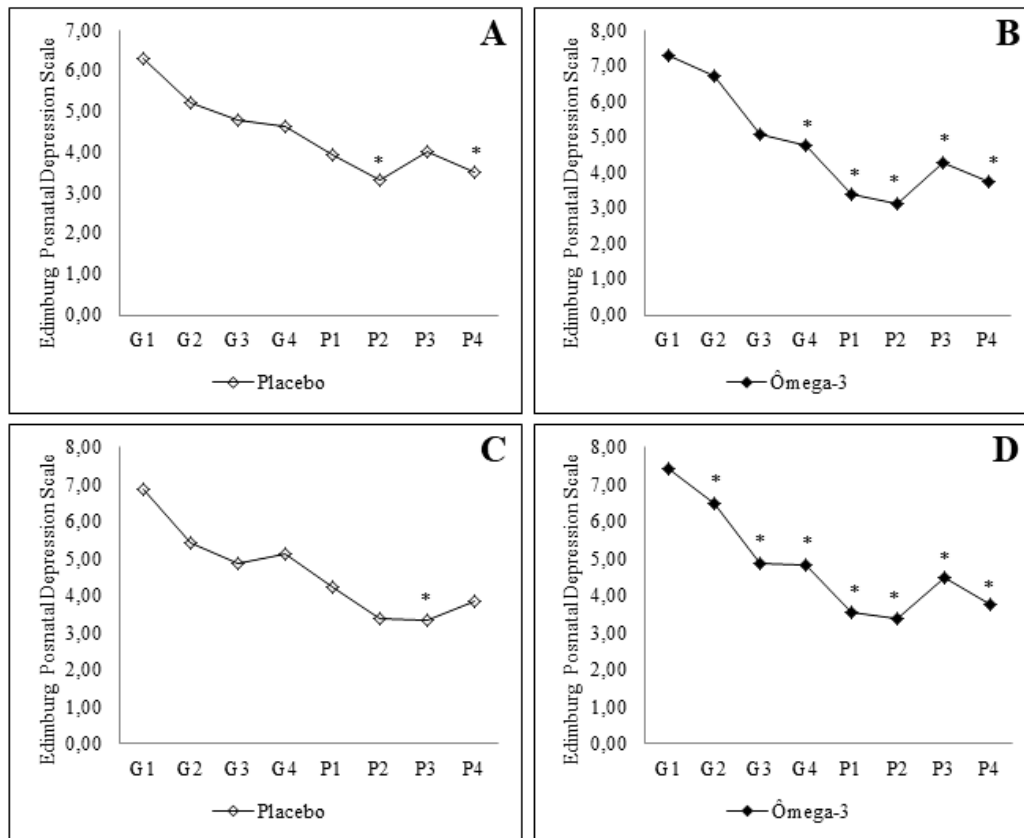 A
Edimburg Posnatal Depression Scale
7,00
6,00
5,00
4,00
3,00
2,00
1,00
0,00
* *
G1 G2 G3 G4 P1 P2 P3 P4
Placebo
B
Edimburg Posnatal Depression Scale
8,00
7,00
6,00
5,00
4,00
3,00
2,00
1,00
0,00
* * * * *
G1 G2 G3 G4 P1 P2 P3 P4
Ômega-3
C
Edimburg Posnatal Depression Scale
8,00
7,00
6,00
5,00
4,00
3,00
2,00
1,00
0,00
*
G1 G2 G3 G4 P1 P2 P3 P4
Placebo
D
Edimburg Posnatal Depression Scale
8,00
7,00
6,00
5,00
4,00
3,00
2,00
1,00
0,00
* * * * * * *
G1 G2 G3 G4 P1 P2 P3 P4
Ômega-3